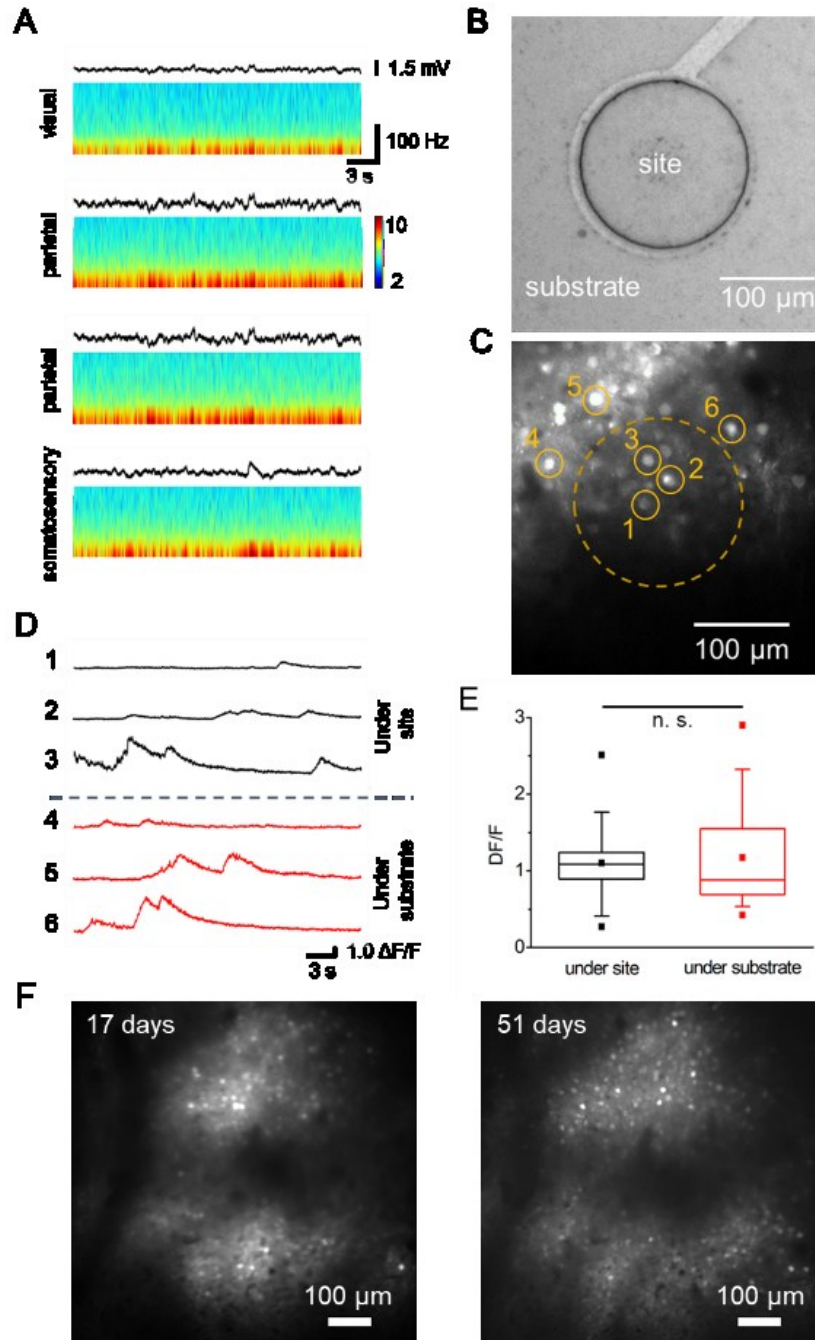 A
visual
1.5 mV
100 Hz
3 s
parietal
10
2
parietal
somatosensory
B
site
substrate
100 µm
C
5
6
4
3
2
1
100 µm
D
1
2
3
Under
site
4
5
6
Under
substrate
1.0 ΔF/F
3 s
E
n. s.
DF/F
3
2
1
0
under site
under substrate
F
17 days
100 µm
51 days
100 µm